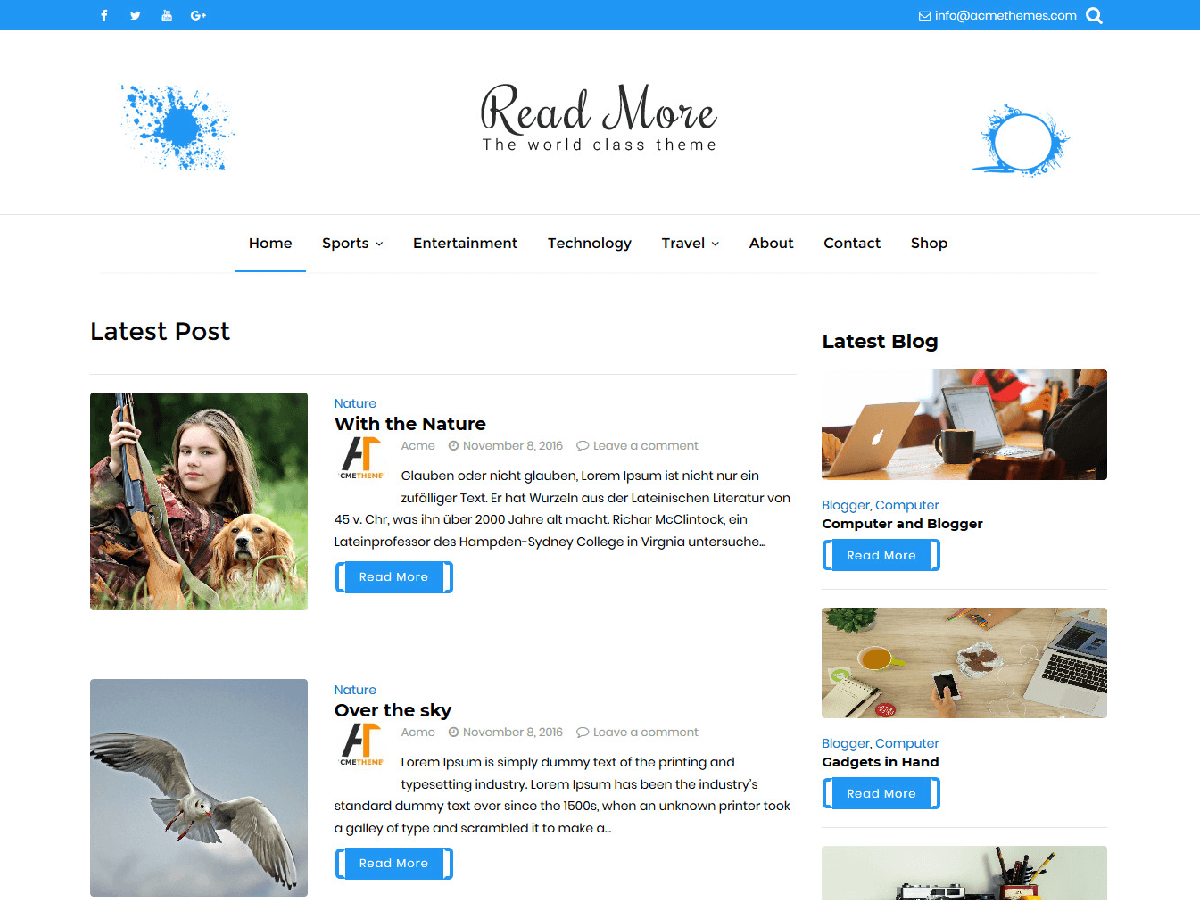 info@acmethemes.com
Read More
The world class theme
Home Sports Entertainment Technology Travel About Contact Shop
Latest Post
Nature
With the Nature
Acme November 8, 2016 Leave a comment
CMETHEME
Glauben oder nicht glauben, Lorem Ipsum ist nicht nur ein
zufälliger Text. Er hat Wurzeln aus der Lateinischen Literatur von
45 v. Chr, was ihn über 2000 Jahre alt macht. Richar McClintock, ein
Lateinprofessor des Hampden-Sydney College in Virgnia untersuche…
Read More
Nature
Over the sky
Acme November 8, 2016 Leave a comment
CMETHEME
Lorem Ipsum is simply dummy text of the printing and
typesetting industry. Lorem Ipsum has been the industry's
standard dummy text ever since the 1500s, when an unknown printer took
a galley of type and scrambled it to make a…
Read More
Latest Blog
Blogger, Computer
Computer and Blogger
Read More
Blogger, Computer
Gadgets in Hand
Read More